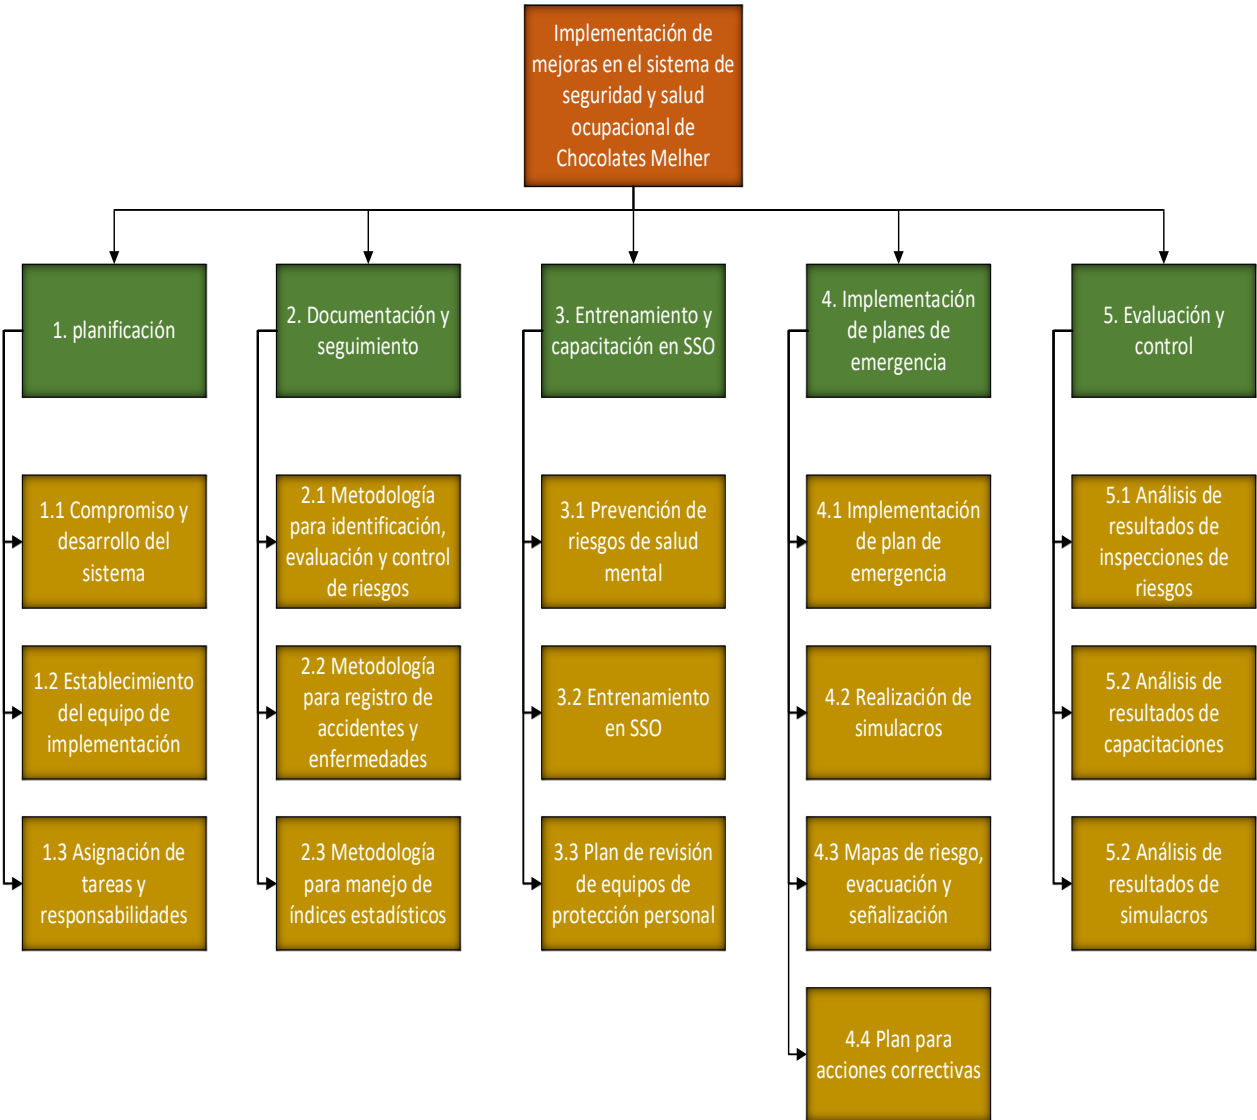 Implementación de
mejoras en el sistema de
seguridad y salud
ocupacional de
Chocolates Melher
1. planificación
2. Documentación y
seguimiento
3. Entrenamiento y
capacitación en SSO
4. Implementación
de planes de
emergencia
5. Evaluación y
control
1.1 Compromiso y
desarrollo del
sistema
2.1 Metodología
para identificación,
evaluación y control
de riesgos
3.1 Prevención de
riesgos de salud
mental
4.1 Implementación
de plan de
emergencia
5.1 Análisis de
resultados de
inspecciones de
riesgos
1.2 Establecimiento
del equipo de
implementación
2.2 Metodología
para registro de
accidentes y
enfermedades
3.2 Entrenamiento
en SSO
4.2 Realización de
simulacros
5.2 Análisis de
resultados de
capacitaciones
1.3 Asignación de
tareas y
responsabilidades
2.3 Metodología
para manejo de
índices estadísticos
3.3 Plan de revisión
de equipos de
protección personal
4.3 Mapas de riesgo,
evacuación y
señalización
5.2 Análisis de
resultados de
simulacros
4.4 Plan para
acciones correctivas